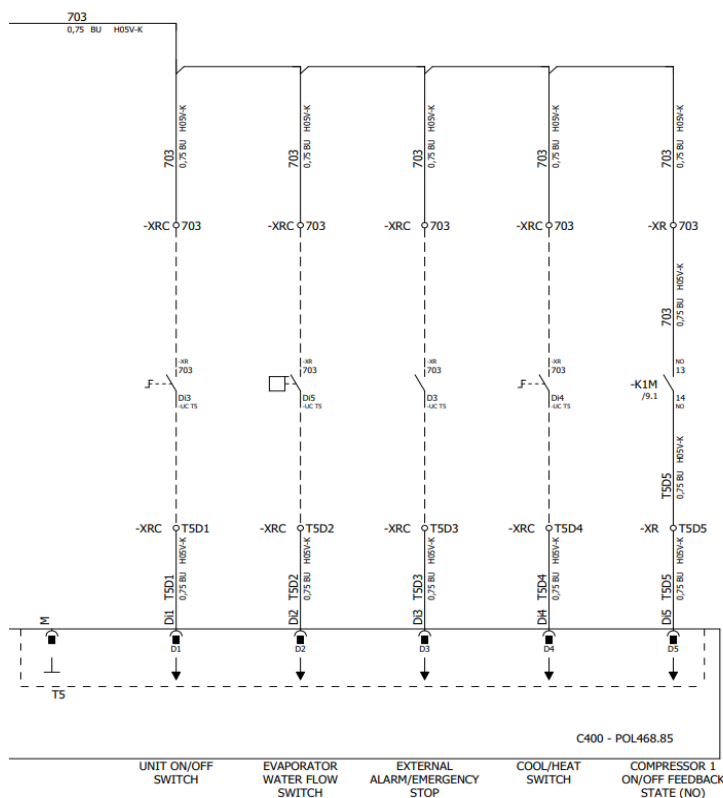 703
0,75 BU H05V-K
703
0,75 BU H05V-K
703
0,75 BU H05V-K
703
0,75 BU H05V-K
703
0,75 BU H05V-K
703
0,75 BU H05V-K
-XRC 703
-XRC 703
-XRC 703
-XRC 703
-XR 703
703
0,75 BU H05V-K
-XR
703
Di3
-UC T5
-XR
703
Di5
-UC T5
-XR
703
D3
-UC T5
-XR
703
Di4
-UC T5
NO
13
-K1M
/9.1
14
NO
T5D5
0,75 BU H05V-K
-XRC T5D1
-XRC T5D2
-XRC T5D3
-XRC T5D4
-XR T5D5
T5D1
0,75 BU H05V-K
T5D2
0,75 BU H05V-K
T5D3
0,75 BU H05V-K
T5D4
0,75 BU H05V-K
T5D5
0,75 BU H05V-K
M
Di1
Di2
Di3
Di4
Di5
D1
D2
D3
D4
D5
T5
C400 - POL468.85
UNIT ON/OFF
SWITCH
EVAPORATOR
WATER FLOW
SWITCH
EXTERNAL
ALARM/EMERGENCY
STOP
COOL/HEAT
SWITCH
COMPRESSOR 1
ON/OFF FEEDBACK
STATE (NO)